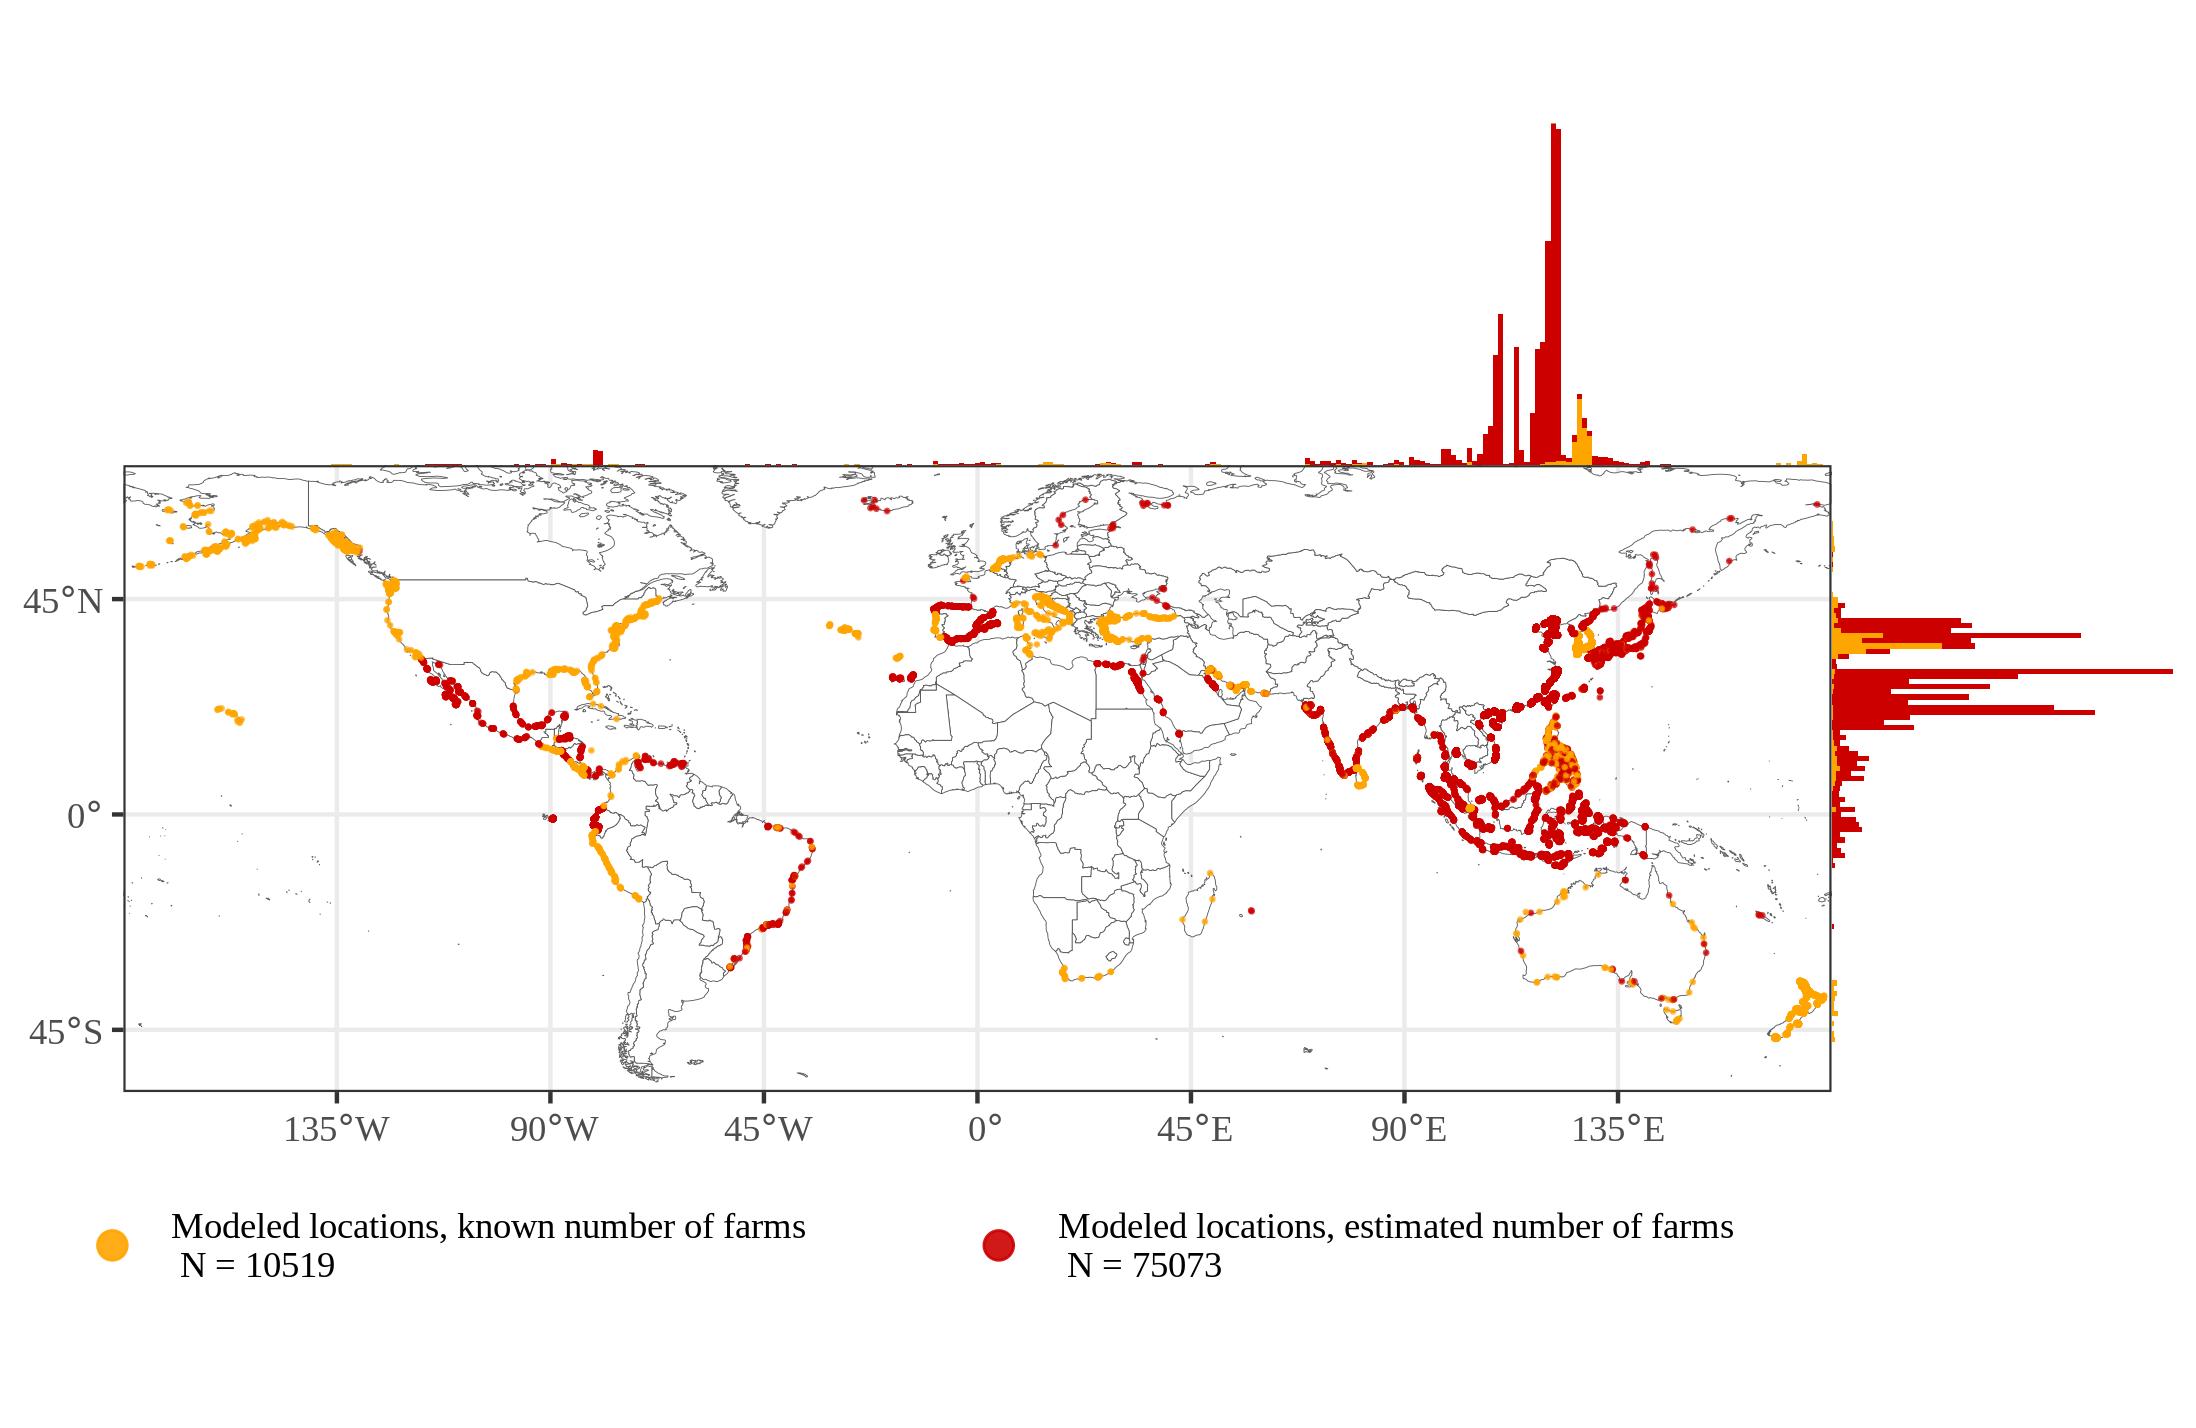 45°N
0°
45°S
135°W
90°W
45°W
0°
45°E
90°E
135°E
Modeled locations, known number of farms
N = 10519
Modeled locations, estimated number of farms
N = 75073